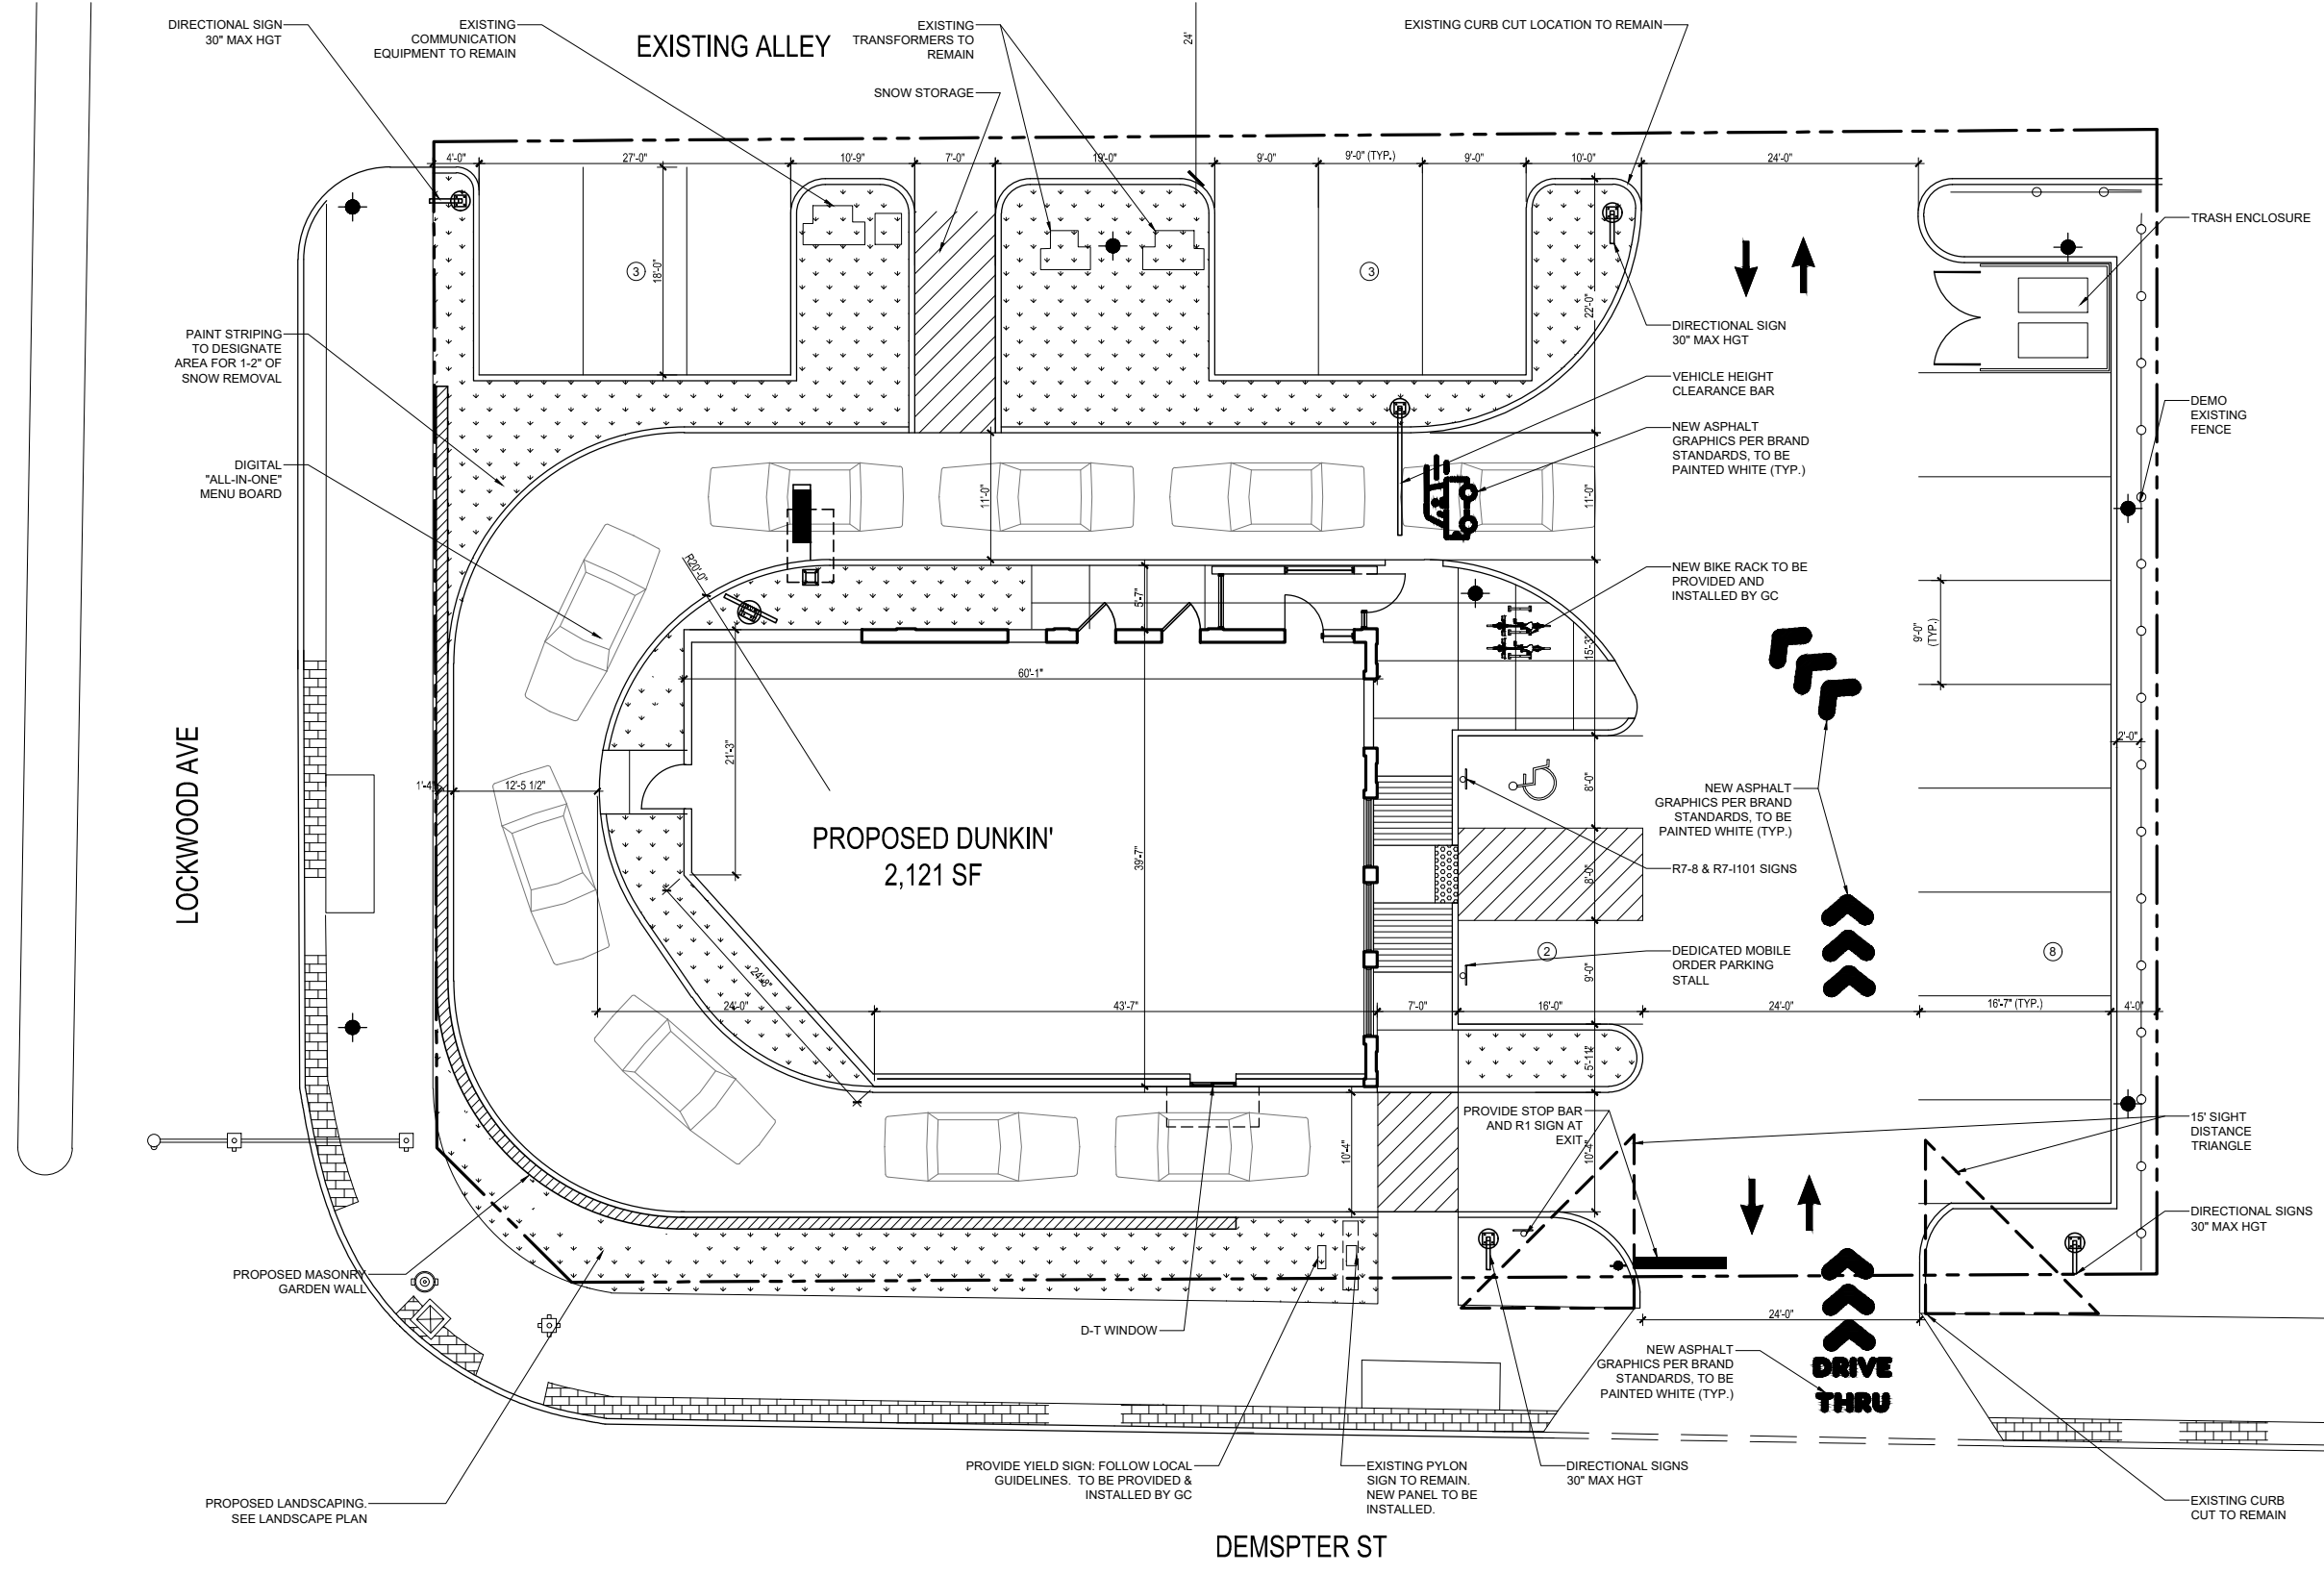 DIRECTIONAL SIGN
30" MAX HGT
EXISTING
COMMUNICATION
EQUIPMENT TO REMAIN
EXISTING ALLEY
EXISTING
TRANSFORMERS TO
REMAIN
SNOW STORAGE
24'
EXISTING CURB CUT LOCATION TO REMAIN
4'-0"
27'-0"
10'-9"
7'-0"
19'-0"
9'-0"
9'-0" (TYP.)
9'-0"
10'-0"
24'-0"
TRASH ENCLOSURE
3
18'-0"
3
22'-0"
DIRECTIONAL SIGN
30" MAX HGT
PAINT STRIPING
TO DESIGNATE
AREA FOR 1-2" OF
SNOW REMOVAL
VEHICLE HEIGHT
CLEARANCE BAR
DEMO
EXISTING
FENCE
NEW ASPHALT
GRAPHICS PER BRAND
STANDARDS, TO BE
PAINTED WHITE (TYP.)
DIGITAL
"ALL-IN-ONE"
MENU BOARD
11'-0"
11'-0"
R20'-0"
5'-7"
NEW BIKE RACK TO BE
PROVIDED AND
INSTALLED BY GC
15'-3"
9'-0"
(TYP.)
60'-1"
21'-3"
2'-0"
1'-4"
12'-5 1/2"
8'-0"
LOCKWOOD AVE
PROPOSED DUNKIN'
2,121 SF
39'-7"
NEW ASPHALT
GRAPHICS PER BRAND
STANDARDS, TO BE
PAINTED WHITE (TYP.)
R7-8 & R7-I101 SIGNS
8'-0"
2
DEDICATED MOBILE
ORDER PARKING
STALL
8
9'-0"
24'-8"
24'-0"
43'-7"
7'-0"
16'-0"
24'-0"
16'-7" (TYP.)
4'-0"
5'-11"
PROVIDE STOP BAR
AND R1 SIGN AT
EXIT
10'-4"
10'-4"
15' SIGHT
DISTANCE
TRIANGLE
DIRECTIONAL SIGNS
30" MAX HGT
PROPOSED MASONRY
GARDEN WALL
D-T WINDOW
24'-0"
NEW ASPHALT
GRAPHICS PER BRAND
STANDARDS, TO BE
PAINTED WHITE (TYP.)
DRIVE
THRU
PROVIDE YIELD SIGN: FOLLOW LOCAL
GUIDELINES. TO BE PROVIDED &
INSTALLED BY GC
EXISTING PYLON
SIGN TO REMAIN.
NEW PANEL TO BE
INSTALLED.
DIRECTIONAL SIGNS
30" MAX HGT
PROPOSED LANDSCAPING.
SEE LANDSCAPE PLAN
EXISTING CURB
CUT TO REMAIN
DEMSPTER ST